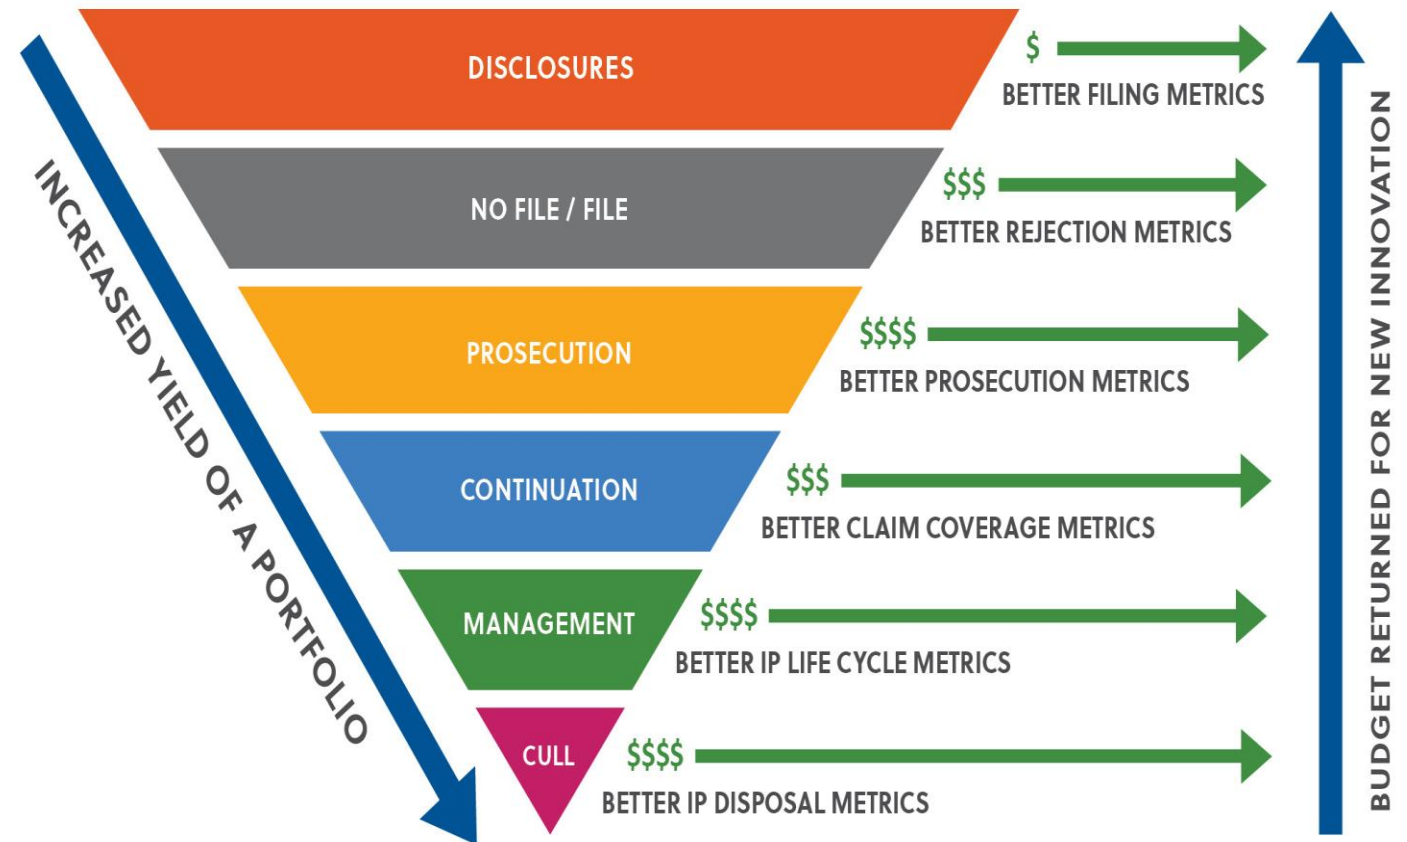 DISCLOSURES
$
BETTER FILING METRICS
NO FILE / FILE
$$$
BETTER REJECTION METRICS
PROSECUTION
$$$$
BETTER PROSECUTION METRICS
CONTINUATION
$$$
BETTER CLAIM COVERAGE METRICS
MANAGEMENT
$$$$
BETTER IP LIFE CYCLE METRICS
CULL
$$$$
BETTER IP DISPOSAL METRICS
INCREASED YIELD OF A PORTFOLIO
BUDGET RETURNED FOR NEW INNOVATION